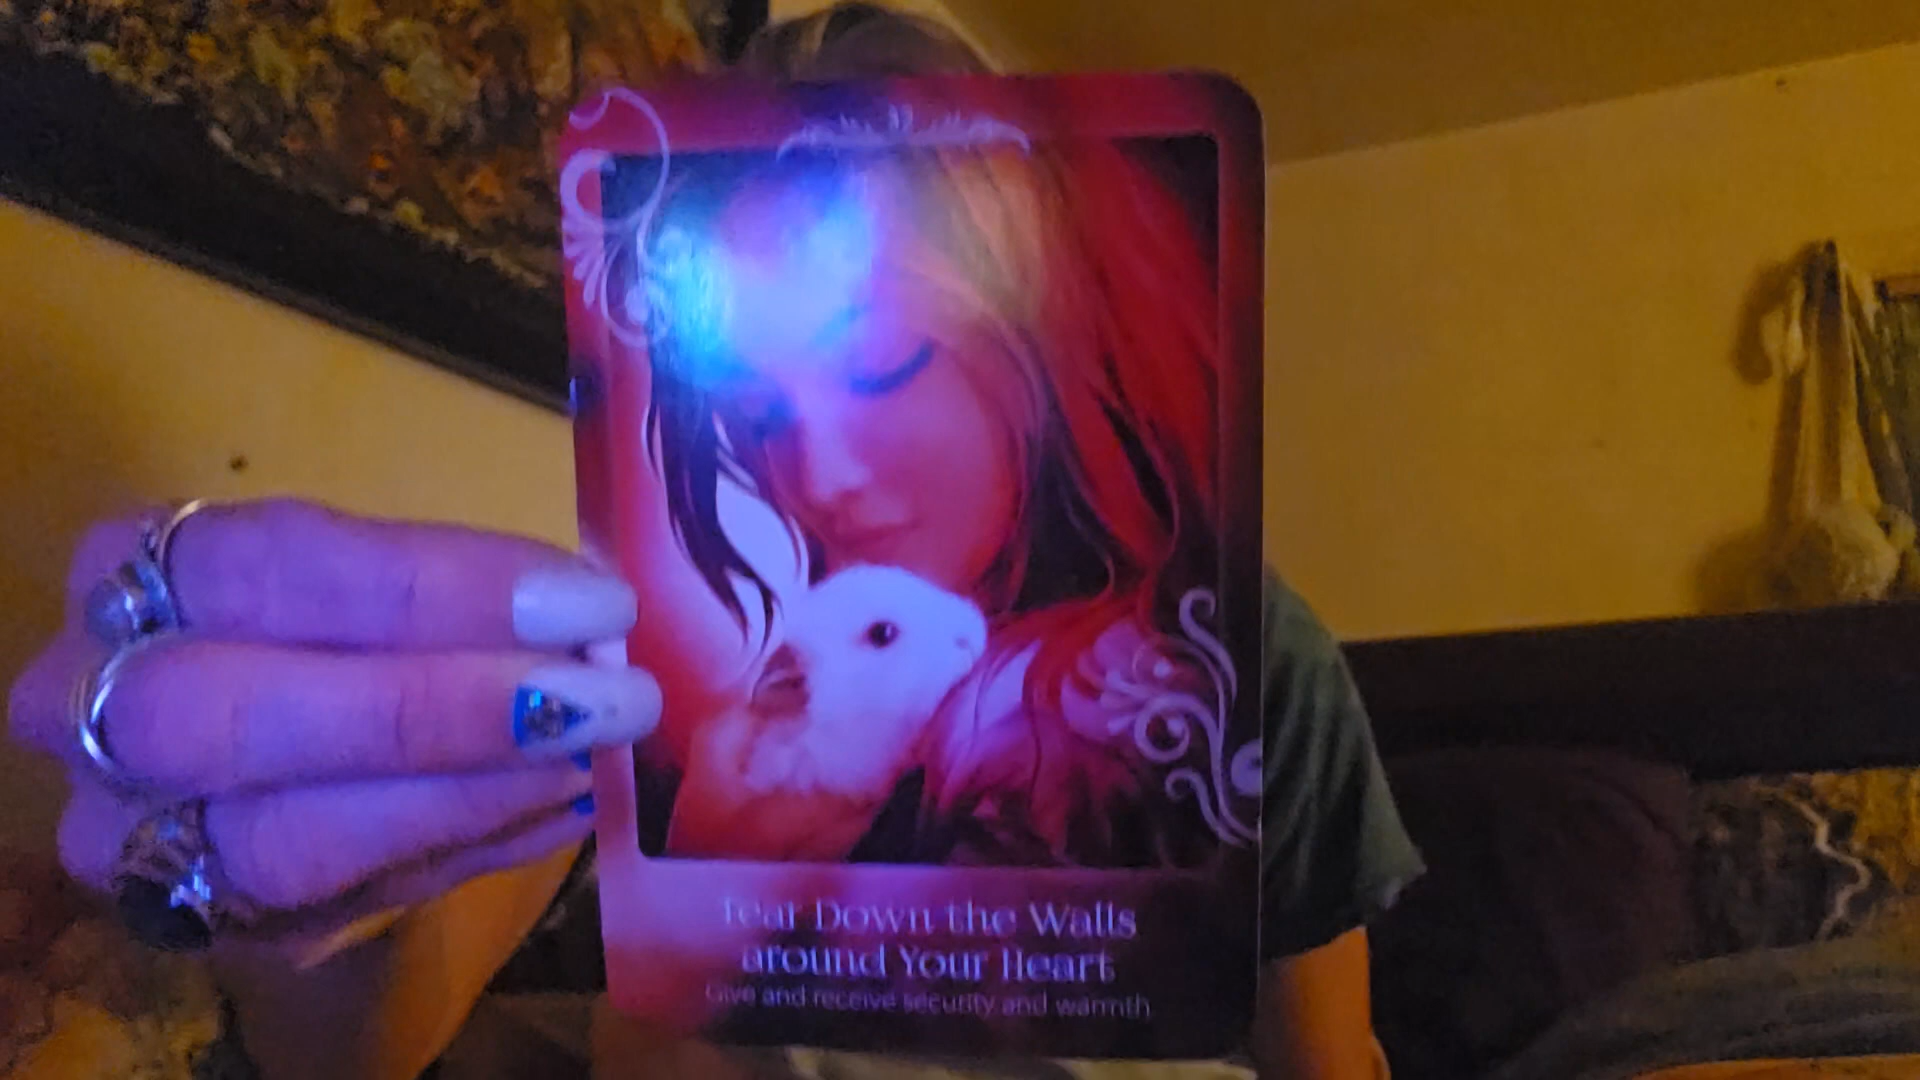 Tear Down the Walls
around Your Heart
Give and receive security and warmth